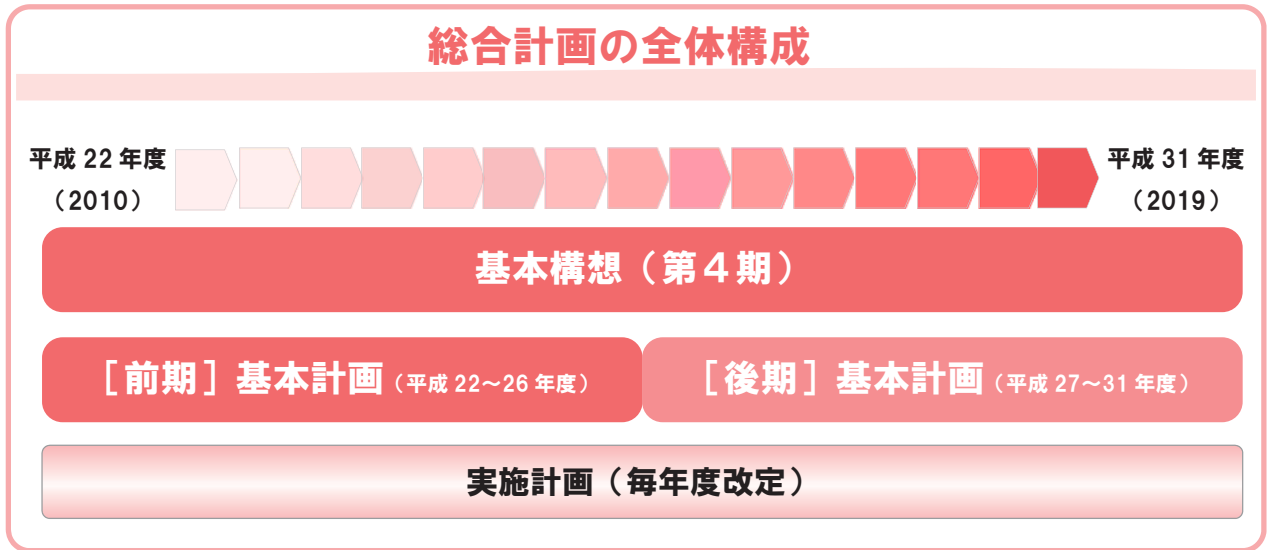 総合計画の全体構成
平成 22 年度
（2010）
平成 31 年度
（2019）
基本構想（第４期）
［前期］基本計画（平成 22～26 年度）
［後期］基本計画（平成 27～31 年度）
実施計画（毎年度改定）